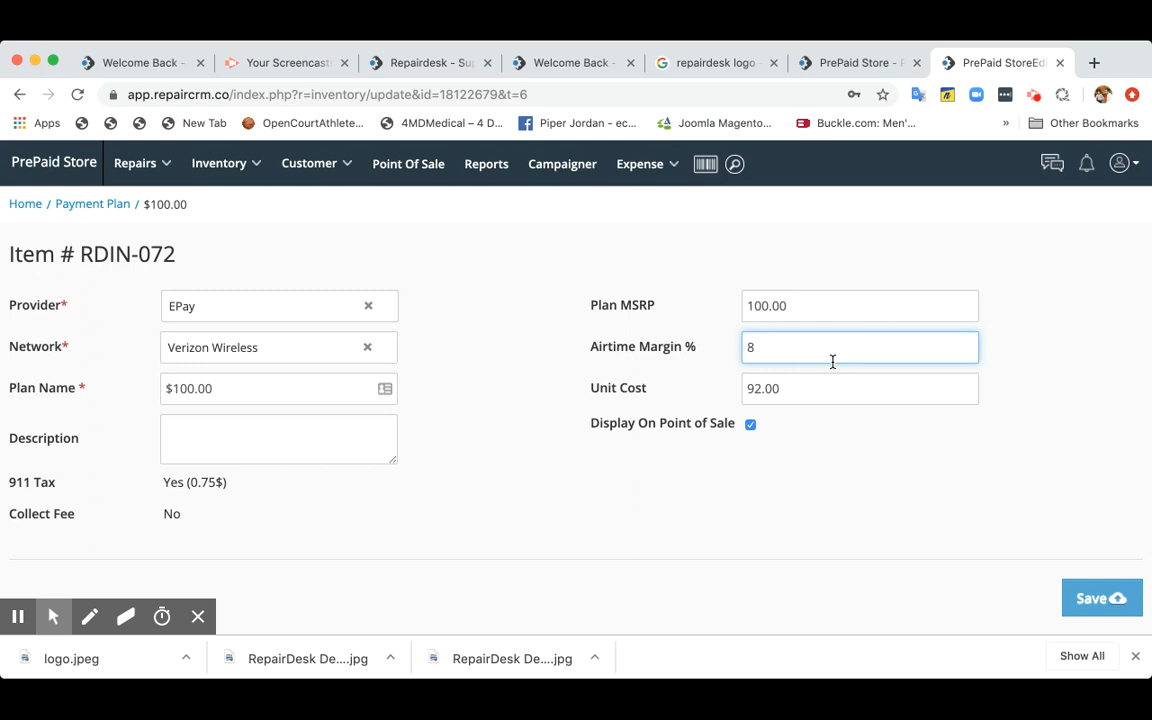 Welcome Back -
Your Screencast
Repairdesk - Su
Welcome Back -
repairdesk logo -
PrePaid Store -
PrePaid StoreEd
app.repaircrm.co/index.php?r=inventory/update&id=18122679&t=6
Apps
New Tab
OpenCourtAthlete...
4MDMedical – 4 D...
Piper Jordan - ec...
Joomla Magento...
Buckle.com: Men'...
»
Other Bookmarks
PrePaid Store
Repairs
Inventory
Customer
Point Of Sale
Reports
Campaigner
Expense
Home / Payment Plan / $100.00
Item # RDIN-072
Provider*
EPay
Plan MSRP
100.00
Network*
Verizon Wireless
Airtime Margin %
8
Plan Name *
$100.00
Unit Cost
92.00
Description
Display On Point of Sale
911 Tax
Yes (0.75$)
Collect Fee
No
Save
logo.jpeg
RepairDesk De....jpg
RepairDesk De....jpg
Show All